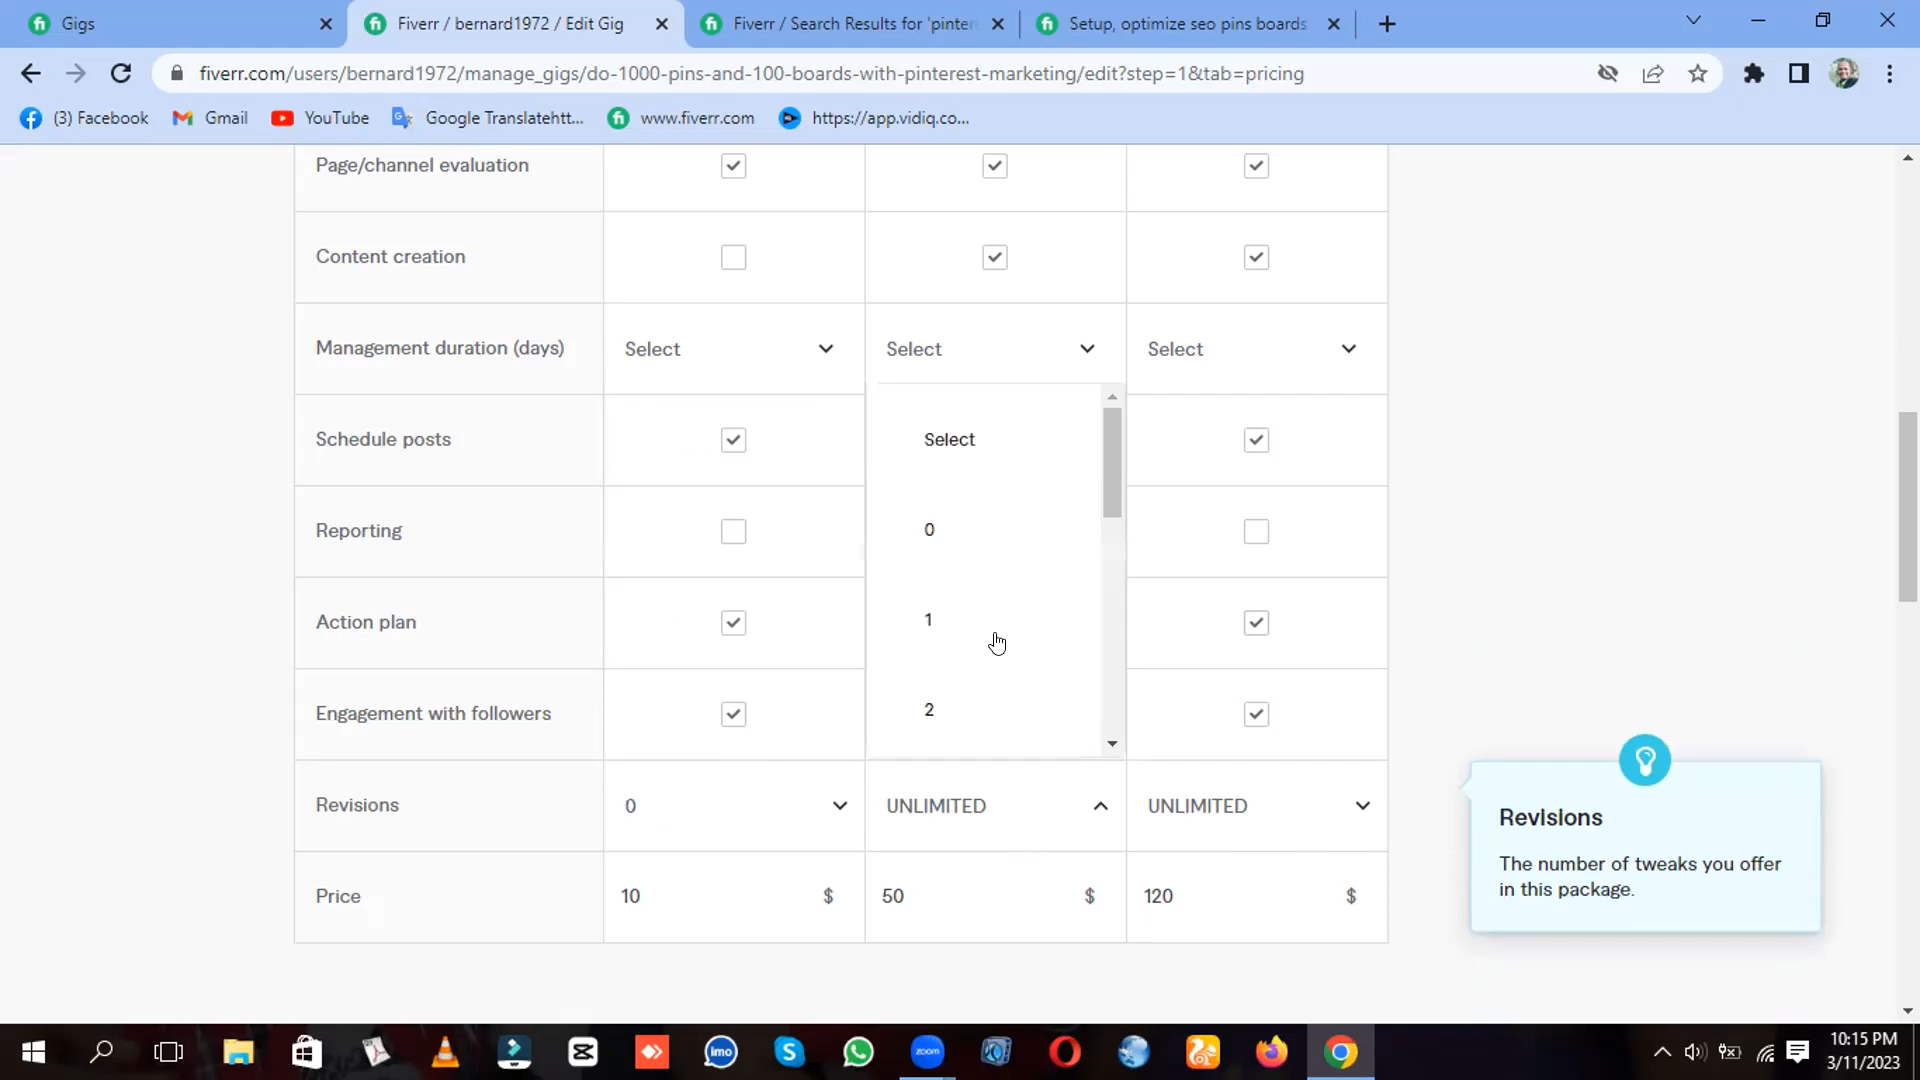 Gigs
Fiverr / bernard1972 / Edit Gig
Fiverr / Search Results for 'pinter
Setup, optimize seo pins boards
fiverr.com/users/bernard1972/manage_gigs/do-1000-pins-and-100-boards-with-pinterest-marketing/edit?step=1&tab=pricing
(3) Facebook
Gmail
YouTube
Google Translatehtt...
www.fiverr.com
https://app.vidiq.co...
Page/channel evaluation
Content creation
Management duration (days)
Select
Select
Select
Schedule posts
Select
Reporting
0
Action plan
1
Engagement with followers
2
Revisions
0
UNLIMITED
UNLIMITED
Price
10
$
50
$
120
$
Revisions
The number of tweaks you offer
in this package.
imo
zoom
10:15 PM
3/11/2023